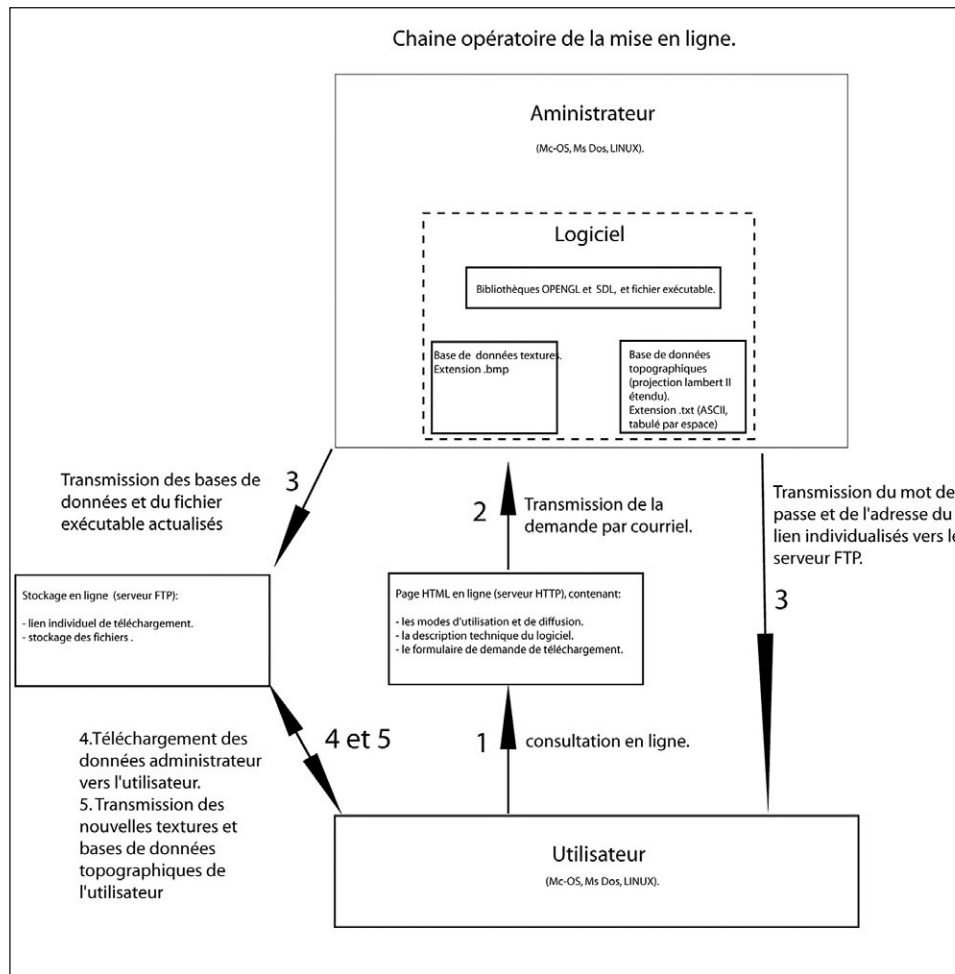 Chaine opératoire de la mise en ligne.
Aministrateur
(Mc-OS, Ms Dos, LINUX).
Logiciel
Bibliothèques OPENGL et SDL, et fichier exécutable.
Base de données textures.
Extension .bmp
Base de données
topographiques
(projection lambert II
étendu).
Extension .txt (ASCII,
tabulé par espace)
Transmission des bases de
données et du fichier
exécutable actualisés
3
2
Transmission de la
demande par courriel.
Transmission du mot de
passe et de l'adresse du
lien individualisés vers le
serveur FTP.
3
Stockage en ligne (serveur FTP):
- lien individuel de téléchargement.
- stockage des fichiers .
Page HTML en ligne (serveur HTTP), contenant:
- les modes d'utilisation et de diffusion.
- la description technique du logiciel.
- le formulaire de demande de téléchargement.
4.Téléchargement des
données administrateur
vers l'utilisateur.
5. Transmission des
nouvelles textures et
bases de données
topographiques de
l'utilisateur
4 et 5
1
consultation en ligne.
Utilisateur
(Mc-OS, Ms Dos, LINUX).